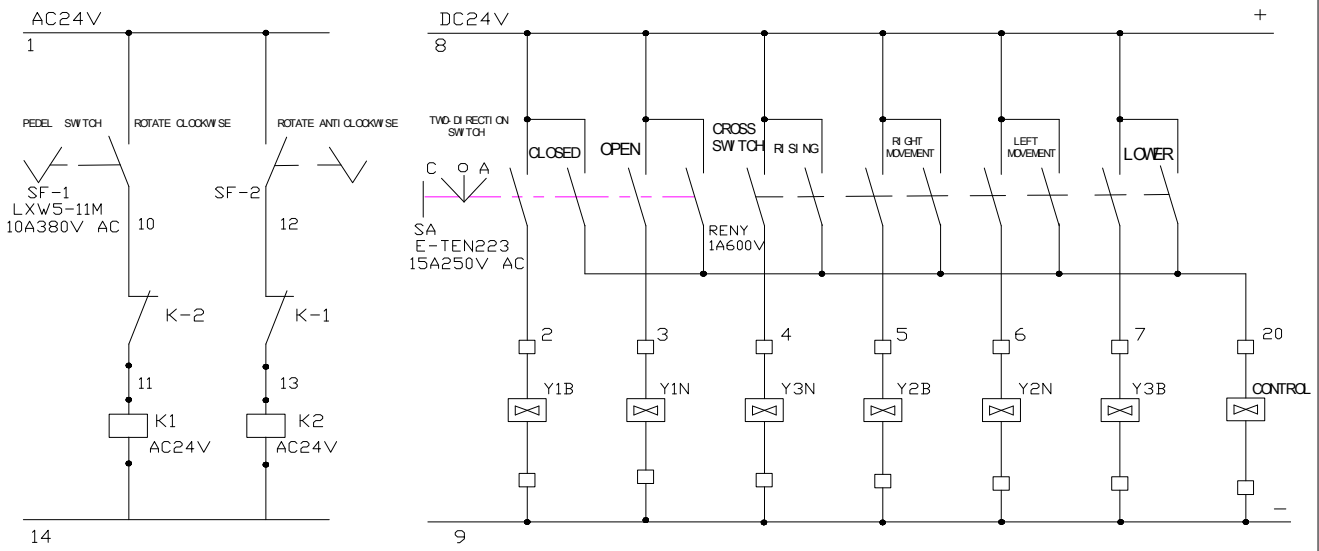 AC24V
1
PEDEL SWITCH
ROTATE CLOCKWISE
ROTATE ANTI CLOCKWISE
SF-1
LXW5-11M
10A380V AC
10
SF-2
12
K-2
K-1
11
13
K1
AC24V
K2
AC24V
14
DC24V
+
8
TWO-DIRECTION
SWITCH
C O A
SA
E-TEN223
15A250V AC
CLOSED
OPEN
CROSS
SWITCH
RISING
RIGHT
MOVEMENT
LEFT
MOVEMENT
LOWER
RENY
1A600V
2
3
4
5
6
7
20
Y1B
Y1N
Y3N
Y2B
Y2N
Y3B
CONTROL
9
-